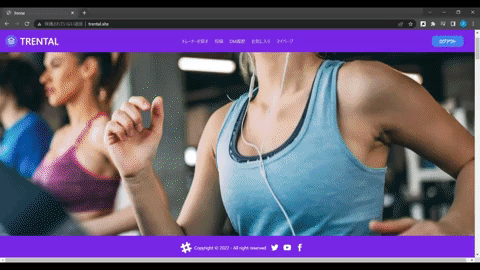 Trental
保護されていない通信 | trental.site
TRENTAL
トレーナーを探す 投稿 DM履歴 お気に入り マイページ
ログアウト
Copyright © 2022 - All right reserved